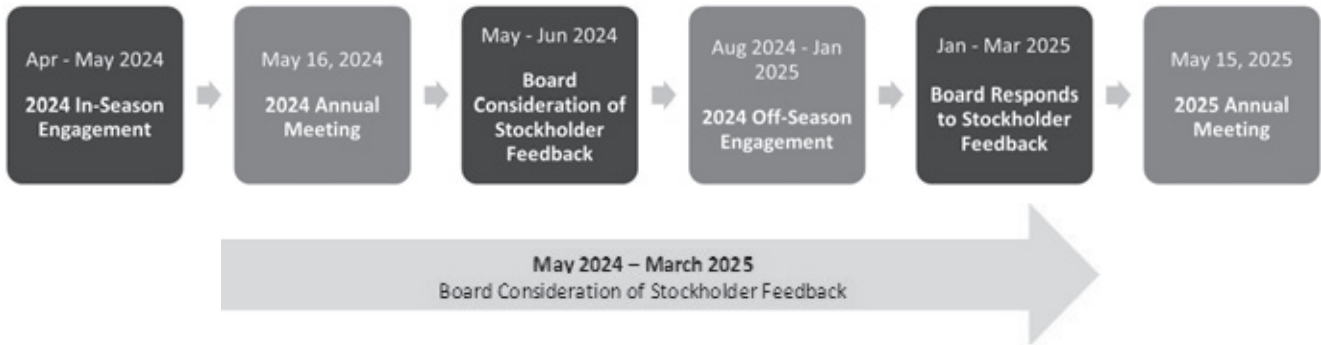 Apr - May 2024
2024 In-Season
Engagement
May 16, 2024
2024 Annual
Meeting
May - Jun 2024
Board
Consideration of
Stockholder
Feedback
Aug 2024 - Jan
2025
2024 Off-Season
Engagement
Jan - Mar 2025
Board Responds
to Stockholder
Feedback
May 15, 2025
2025 Annual
Meeting
May 2024 – March 2025
Board Consideration of Stockholder Feedback